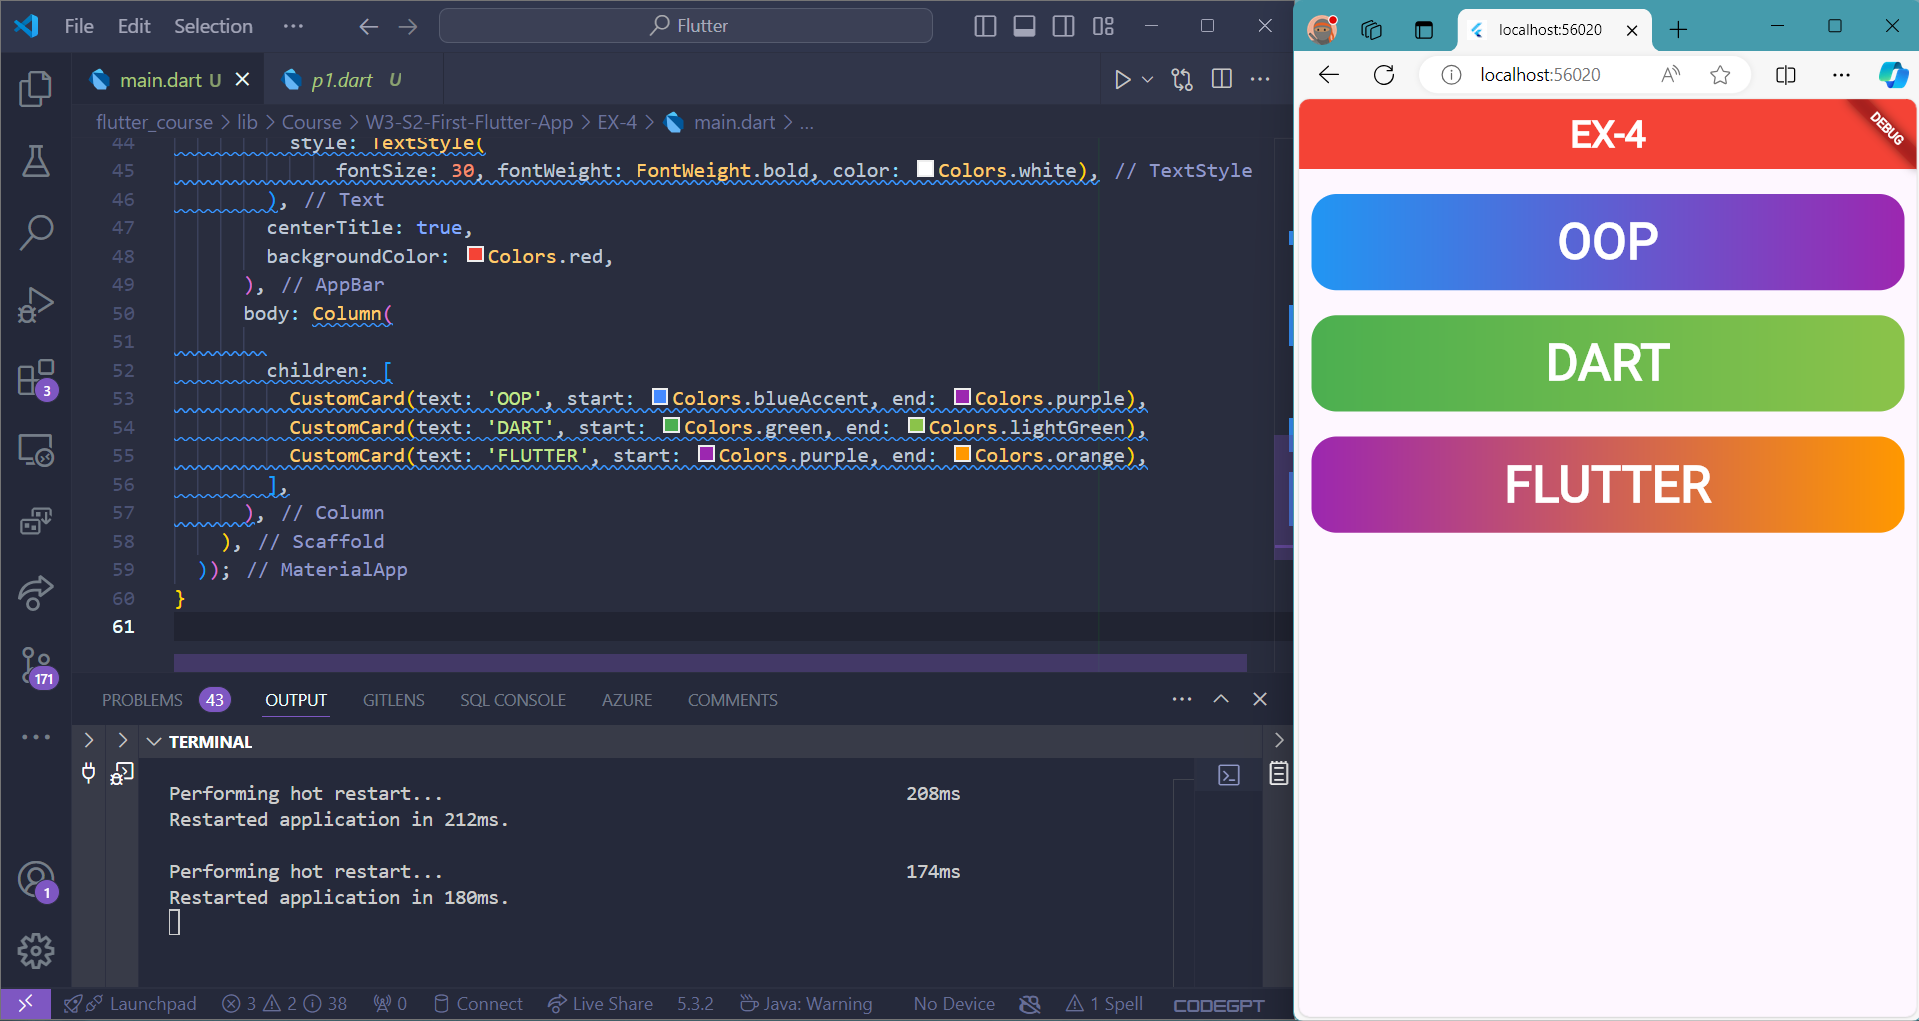 File Edit Selection ··· Flutter
main.dart U p1.dart U
flutter_course > lib > Course > W3-S2-First-Flutter-App > EX-4 > main.dart > ...
44 style: TextStyle(
45 fontSize: 30, fontWeight: FontWeight.bold, color: Colors.white), // TextStyle
46 ), // Text
47 centerTitle: true,
48 backgroundColor: Colors.red,
49 ), // AppBar
50 body: Column(
51
52 children: [
53 CustomCard(text: 'OOP', start: Colors.blueAccent, end: Colors.purple),
54 CustomCard(text: 'DART', start: Colors.green, end: Colors.lightGreen),
55 CustomCard(text: 'FLUTTER', start: Colors.purple, end: Colors.orange),
56 ],
57 ), // Column
58 ), // Scaffold
59 )); // MaterialApp
60 }
61
3
171
1
PROBLEMS 43 OUTPUT GITLENS SQL CONSOLE AZURE COMMENTS
TERMINAL
Performing hot restart... 208ms
Restarted application in 212ms.
Performing hot restart... 174ms
Restarted application in 180ms.
Launchpad 3 2 38 0 Connect Live Share 5.3.2 Java: Warning No Device 1 Spell CODEGPT
localhost:56020
localhost:56020
EX-4
DEBUG
OOP
DART
FLUTTER